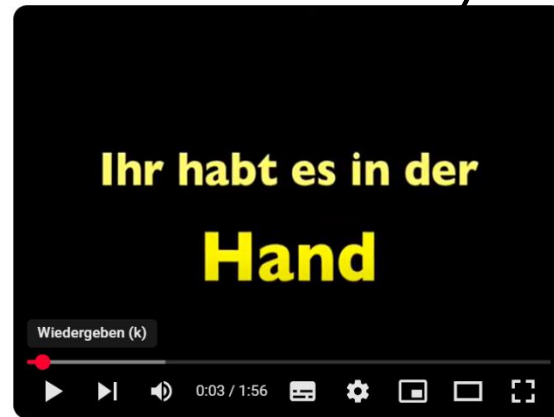 Ihr habt es in der
Hand
Wiedergeben (k)
0:03 / 1:56